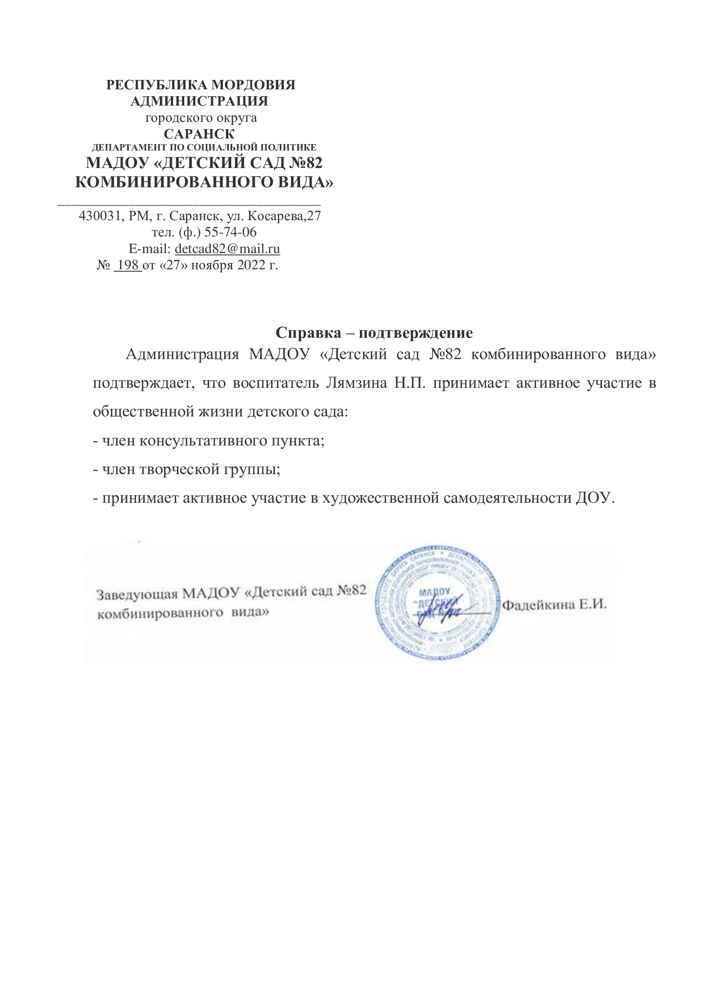 РЕСПУБЛИКА МОРДОВИЯ
АДМИНИСТРАЦИЯ
городского округа
САРАНСК
ДЕПАРТАМЕНТ ПО СОЦИАЛЬНОЙ ПОЛИТИКЕ
МАДОУ «ДЕТСКИЙ САД №82
КОМБИНИРОВАННОГО ВИДА»
430031, РМ, г. Саранск, ул. Косарева,27
тел. (ф.) 55-74-06
E-mail: detcad82@mail.ru
№ 198 от «27» ноября 2022 г.
Справка – подтверждение
Администрация МАДОУ «Детский сад №82 комбинированного вида»
подтверждает, что воспитатель Лямзина Н.П. принимает активное участие в
общественной жизни детского сада:
- член консультативного пункта;
- член творческой группы;
- принимает активное участие в художественной самодеятельности ДОУ.
Заведующая МАДОУ «Детский сад №82
комбинированного вида»
МАДОУ
"ДЕТСКИЙ
САД
Фадейкина Е.И.